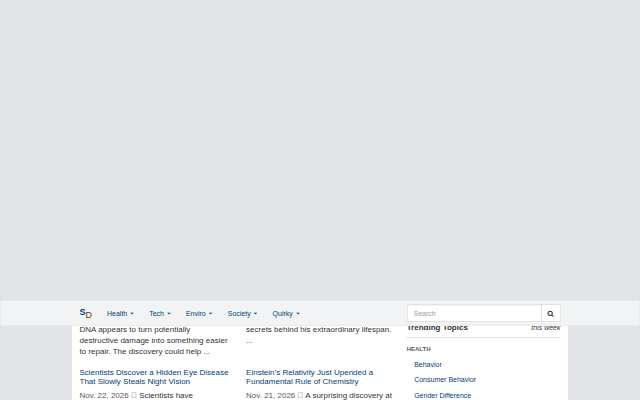 SD Health Tech Enviro Society Quirky Search
DNA appears to turn potentially
destructive damage into something easier
to repair. The discovery could help ...
Scientists Discover a Hidden Eye Disease
That Slowly Steals Night Vision
Nov. 22, 2026 Scientists have
secrets behind his extraordinary lifespan.
...
Einstein's Relativity Just Upended a
Fundamental Rule of Chemistry
Nov. 21, 2026 A surprising discovery at
Trending Topics this week
HEALTH
Behavior
Consumer Behavior
Gender Difference